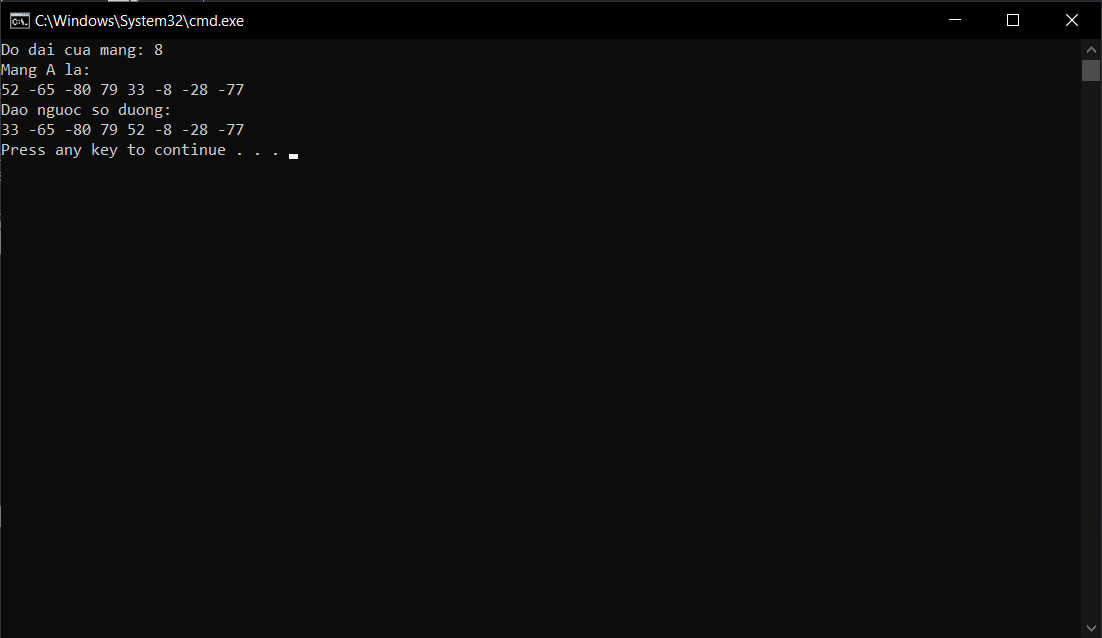 C:\Windows\System32\cmd.exe
Do dai cua mang: 8
Mang A la:
52 -65 -80 79 33 -8 -28 -77
Dao nguoc so duong:
33 -65 -80 79 52 -8 -28 -77
Press any key to continue . . .